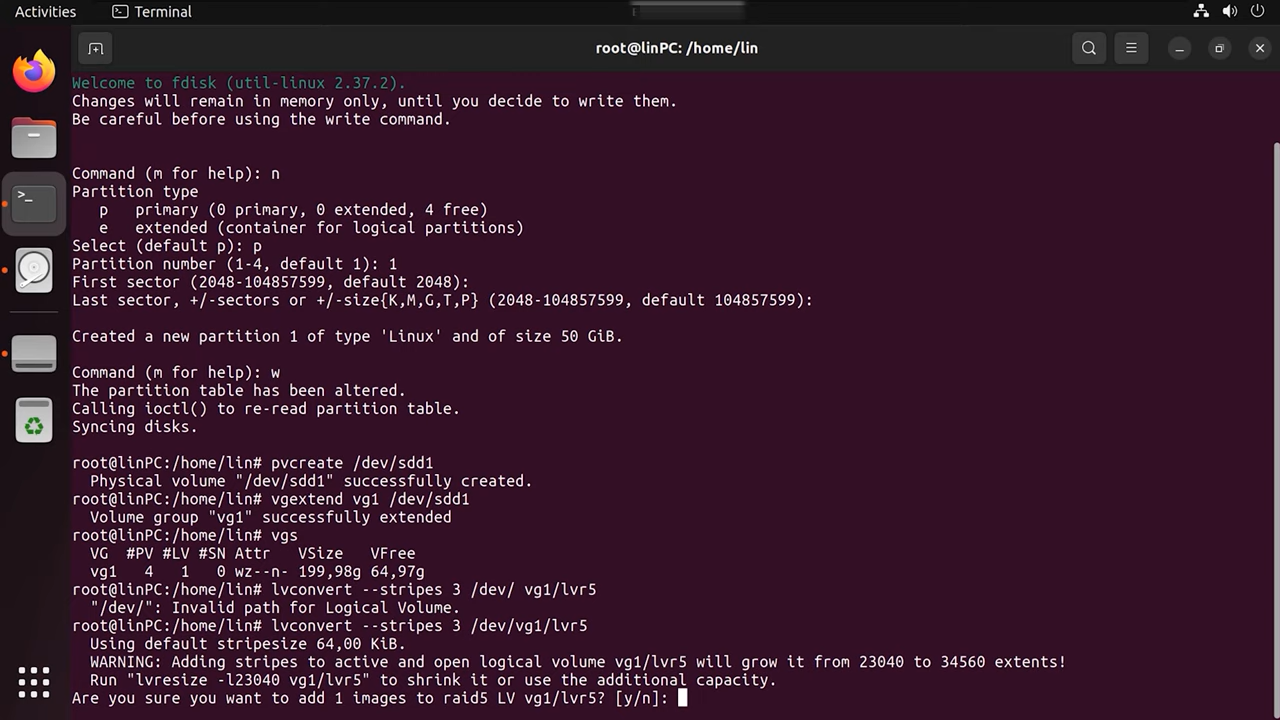 Activities
Terminal
root@linPC: /home/lin
Welcome to fdisk (util-linux 2.37.2).
Changes will remain in memory only, until you decide to write them.
Be careful before using the write command.
Command (m for help): n
Partition type
   p   primary (0 primary, 0 extended, 4 free)
   e   extended (container for logical partitions)
Select (default p): p
Partition number (1-4, default 1): 1
First sector (2048-104857599, default 2048):
Last sector, +/-sectors or +/-size{K,M,G,T,P} (2048-104857599, default 104857599):
Created a new partition 1 of type 'Linux' and of size 50 GiB.
Command (m for help): w
The partition table has been altered.
Calling ioctl() to re-read partition table.
Syncing disks.
root@linPC:/home/lin# pvcreate /dev/sdd1
  Physical volume "/dev/sdd1" successfully created.
root@linPC:/home/lin# vgextend vg1 /dev/sdd1
  Volume group "vg1" successfully extended
root@linPC:/home/lin# vgs
  VG  #PV #LV #SN Attr   VSize   VFree
  vg1   4   1   0 wz--n- 199,98g 64,97g
root@linPC:/home/lin# lvconvert --stripes 3 /dev/ vg1/lvr5
  "/dev/": Invalid path for Logical Volume.
root@linPC:/home/lin# lvconvert --stripes 3 /dev/vg1/lvr5
  Using default stripesize 64,00 KiB.
  WARNING: Adding stripes to active and open logical volume vg1/lvr5 will grow it from 23040 to 34560 extents!
  Run "lvresize -l23040 vg1/lvr5" to shrink it or use the additional capacity.
Are you sure you want to add 1 images to raid5 LV vg1/lvr5? [y/n]: